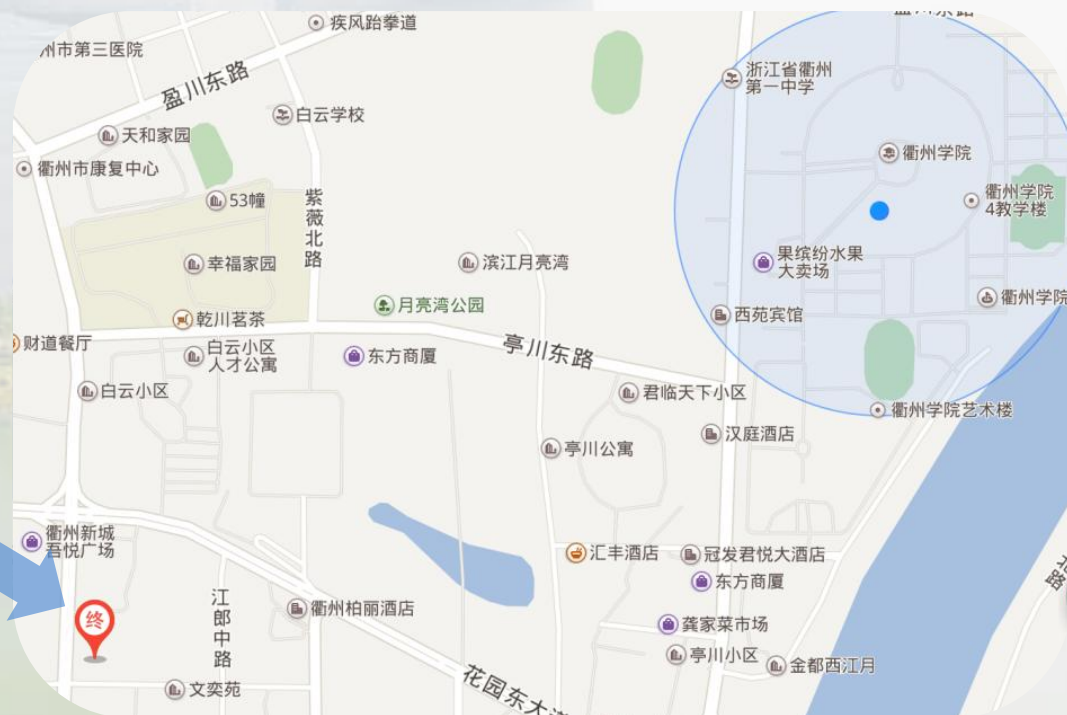 疾风跆拳道
州市第三医院
盈川东路
浙江省衢州
第一中学
白云学校
天和家园
衢州市康复中心
衢州学院
53幢
紫薇北路
衢州学院
4教学楼
幸福家园
滨江月亮湾
果缤纷水果
大卖场
衢州学院
月亮湾公园
乾川茗茶
西苑宾馆
财道餐厅
白云小区
人才公寓
东方商厦
亭川东路
白云小区
君临天下小区
衢州学院艺术楼
汉庭酒店
亭川公寓
衢州新城
吾悦广场
汇丰酒店
冠发君悦大酒店
东方商厦
江郎中路
衢州柏丽酒店
终
龚家菜市场
亭川小区
金都西江月
文奕苑
花园东大道
路